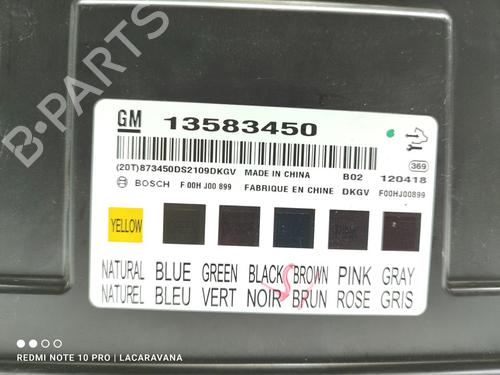 B-PARTS
GM 13583450
(20T)873450DS2109DKGV MADE IN CHINA B02 120418
369
BOSCH F 00H J00 899 FABRIQUE EN CHINE DKGV F00HJ00899
YELLOW
NATURAL BLUE GREEN BLACK BROWN PINK GRAY
NATUREL BLEU VERT NOIR BRUN ROSE GRIS
REDMI NOTE 10 PRO | LACARAVANA